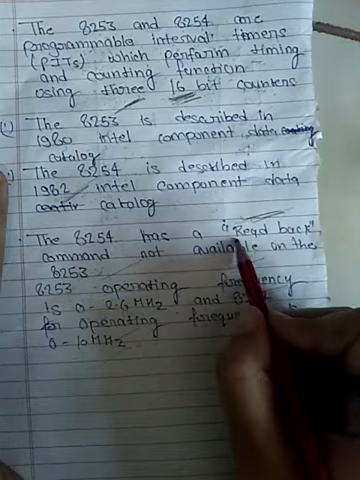 The 8253 and 8254 are
programmable interval timers
(PITs) which perform timing
and counting function
using three 16 bit counters
(i) The 8253 is described in
1980 Intel component data
catalog
The 8254 is described in
1982 intel component data
catalog
The 8254 has a "Read back"
command not available on the
8253
8253 operating frequency
is 0-2.6 MHz and
for operating
0-10 MHz